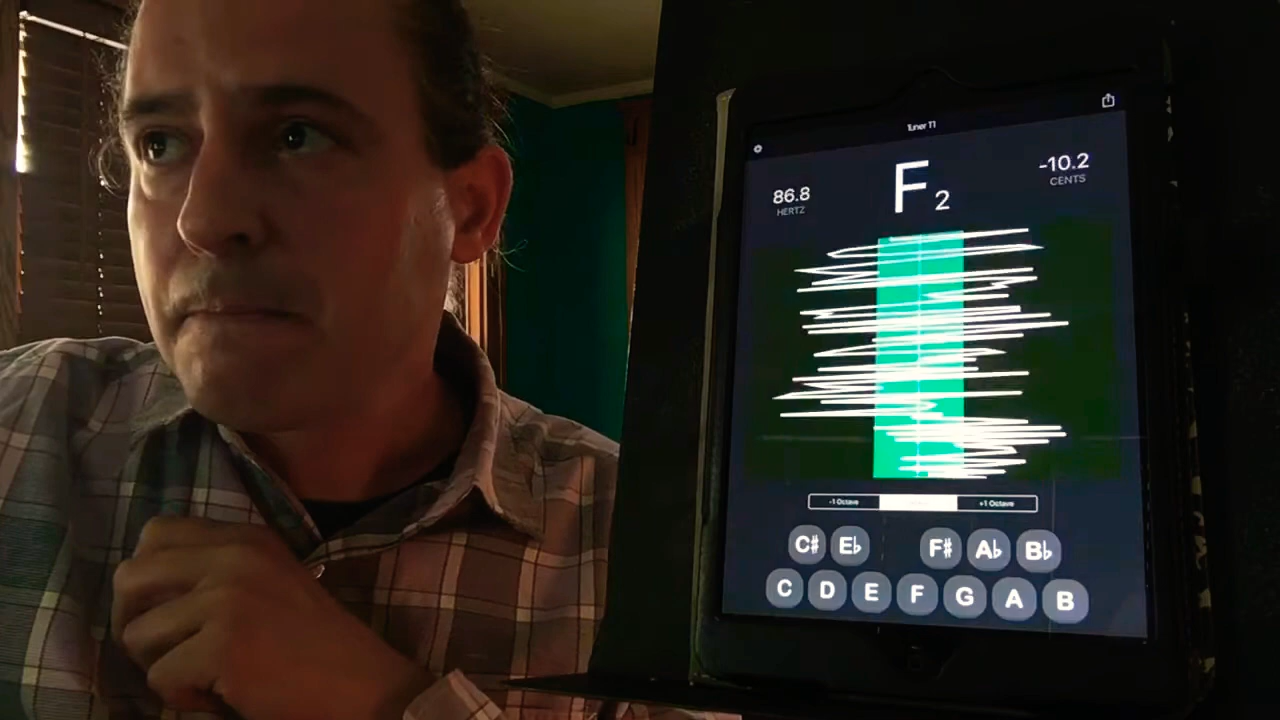 Tuner T1
86.8
HERTZ
F2
-10.2
CENTS
-1 Octave
+1 Octave
C# E♭ F# A♭ B♭
C D E F G A B